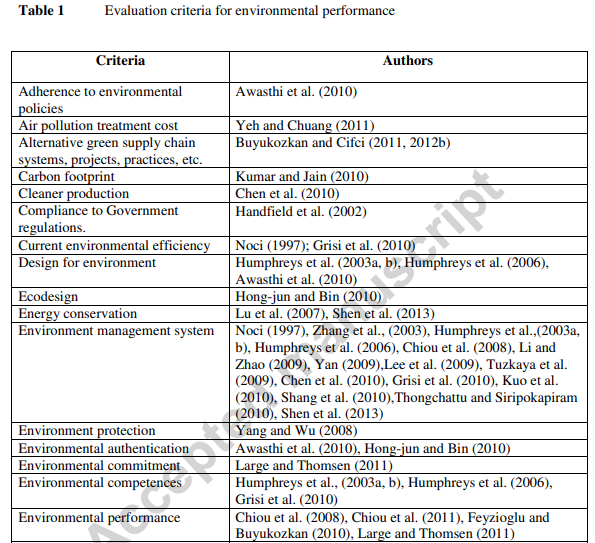 Table 1 Evaluation criteria for environmental performance
Criteria Authors
Adherence to environmental policies Awasthi et al. (2010)
Air pollution treatment cost Yeh and Chuang (2011)
Alternative green supply chain systems, projects, practices, etc. Buyukozkan and Cifci (2011, 2012b)
Carbon footprint Kumar and Jain (2010)
Cleaner production Chen et al. (2010)
Compliance to Government regulations. Handfield et al. (2002)
Current environmental efficiency Noci (1997); Grisi et al. (2010)
Design for environment Humphreys et al. (2003a, b), Humphreys et al. (2006),
Awasthi et al. (2010)
Ecodesign Hong-jun and Bin (2010)
Energy conservation Lu et al. (2007), Shen et al. (2013)
Environment management system Noci (1997), Zhang et al., (2003), Humphreys et al.,(2003a,
b), Humphreys et al. (2006), Chiou et al. (2008), Li and
Zhao (2009), Yan (2009),Lee et al. (2009), Tuzkaya et al.
(2009), Chen et al. (2010), Grisi et al. (2010), Kuo et al.
(2010), Shang et al. (2010),Thongchattu and Siripokapiram
(2010), Shen et al. (2013)
Environment protection Yang and Wu (2008)
Environmental authentication Awasthi et al. (2010), Hong-jun and Bin (2010)
Environmental commitment Large and Thomsen (2011)
Environmental competences Humphreys et al., (2003a, b), Humphreys et al. (2006),
Grisi et al. (2010)
Environmental performance Chiou et al. (2008), Chiou et al. (2011), Feyzioglu and
Buyukozkan (2010), Large and Thomsen (2011)
Accepted manuscript